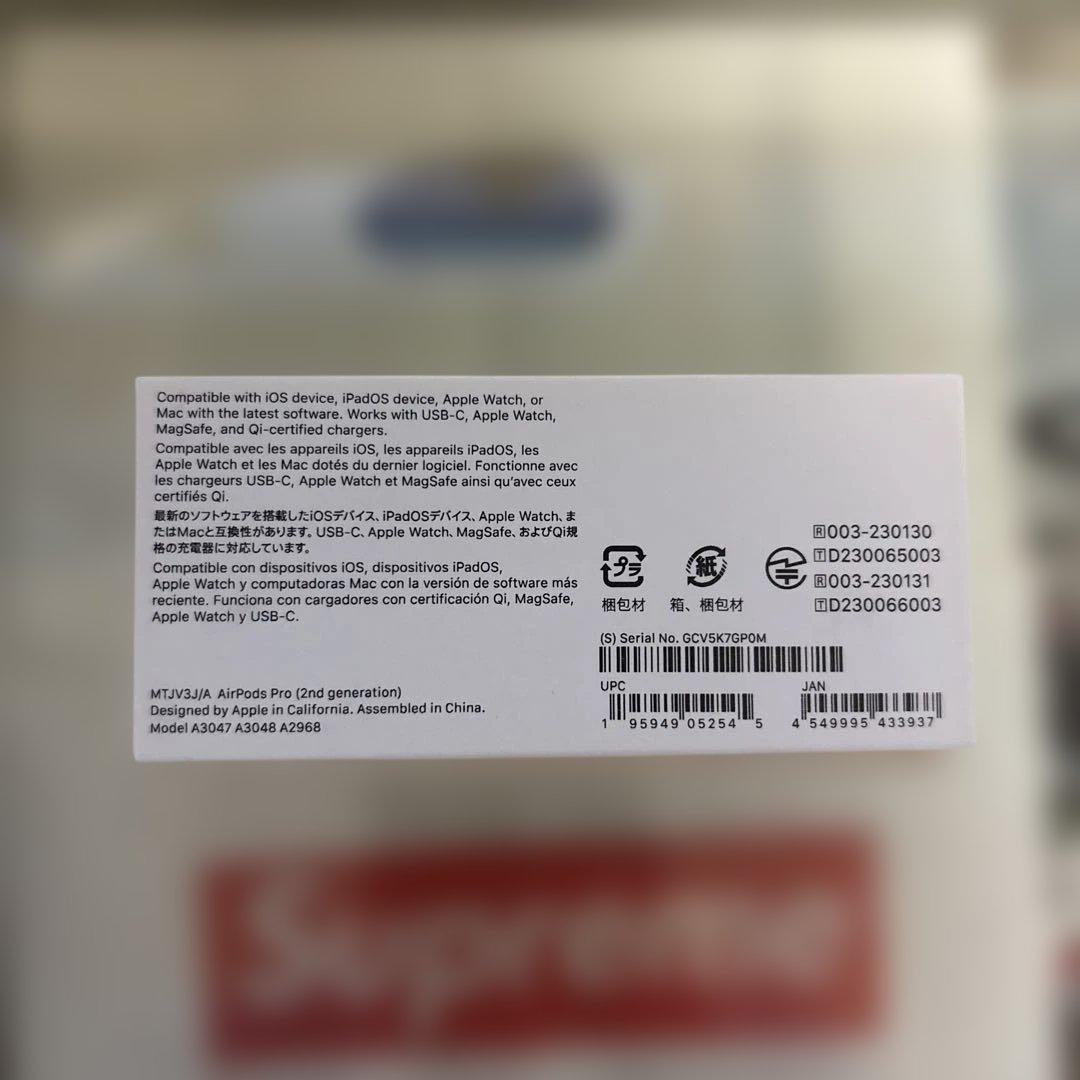 Compatible with iOS device, iPadOS device, Apple Watch, or
Mac with the latest software. Works with USB-C, Apple Watch,
MagSafe, and Qi-certified chargers.
Compatible avec les appareils iOS, les appareils iPadOS, les
Apple Watch et les Mac dotés du dernier logiciel. Fonctionne avec
les chargeurs USB-C, Apple Watch et MagSafe ainsi qu'avec ceux
certifiés Qi.
最新のソフトウェアを搭載したiOSデバイス、iPadOSデバイス、Apple Watch、ま
たはMacと互換性があります。USB-C、Apple Watch、MagSafe、およびQi規
格の充電器に対応しています。
Compatible con dispositivos iOS, dispositivos iPadOS,
Apple Watch y computadoras Mac con la versión de software más
reciente. Funciona con cargadores con certificación Qi, MagSafe,
Apple Watch y USB-C.
MTJV3J/A AirPods Pro (2nd generation)
Designed by Apple in California. Assembled in China.
Model A3047 A3048 A2968
プラ
梱包材
紙
箱、梱包材
R003-230130
TD230065003
R003-230131
TD230066003
(S) Serial No. GCV5K7GP0M
UPC
1 95949 05254 5
JAN
4 549995 433937
Supreme